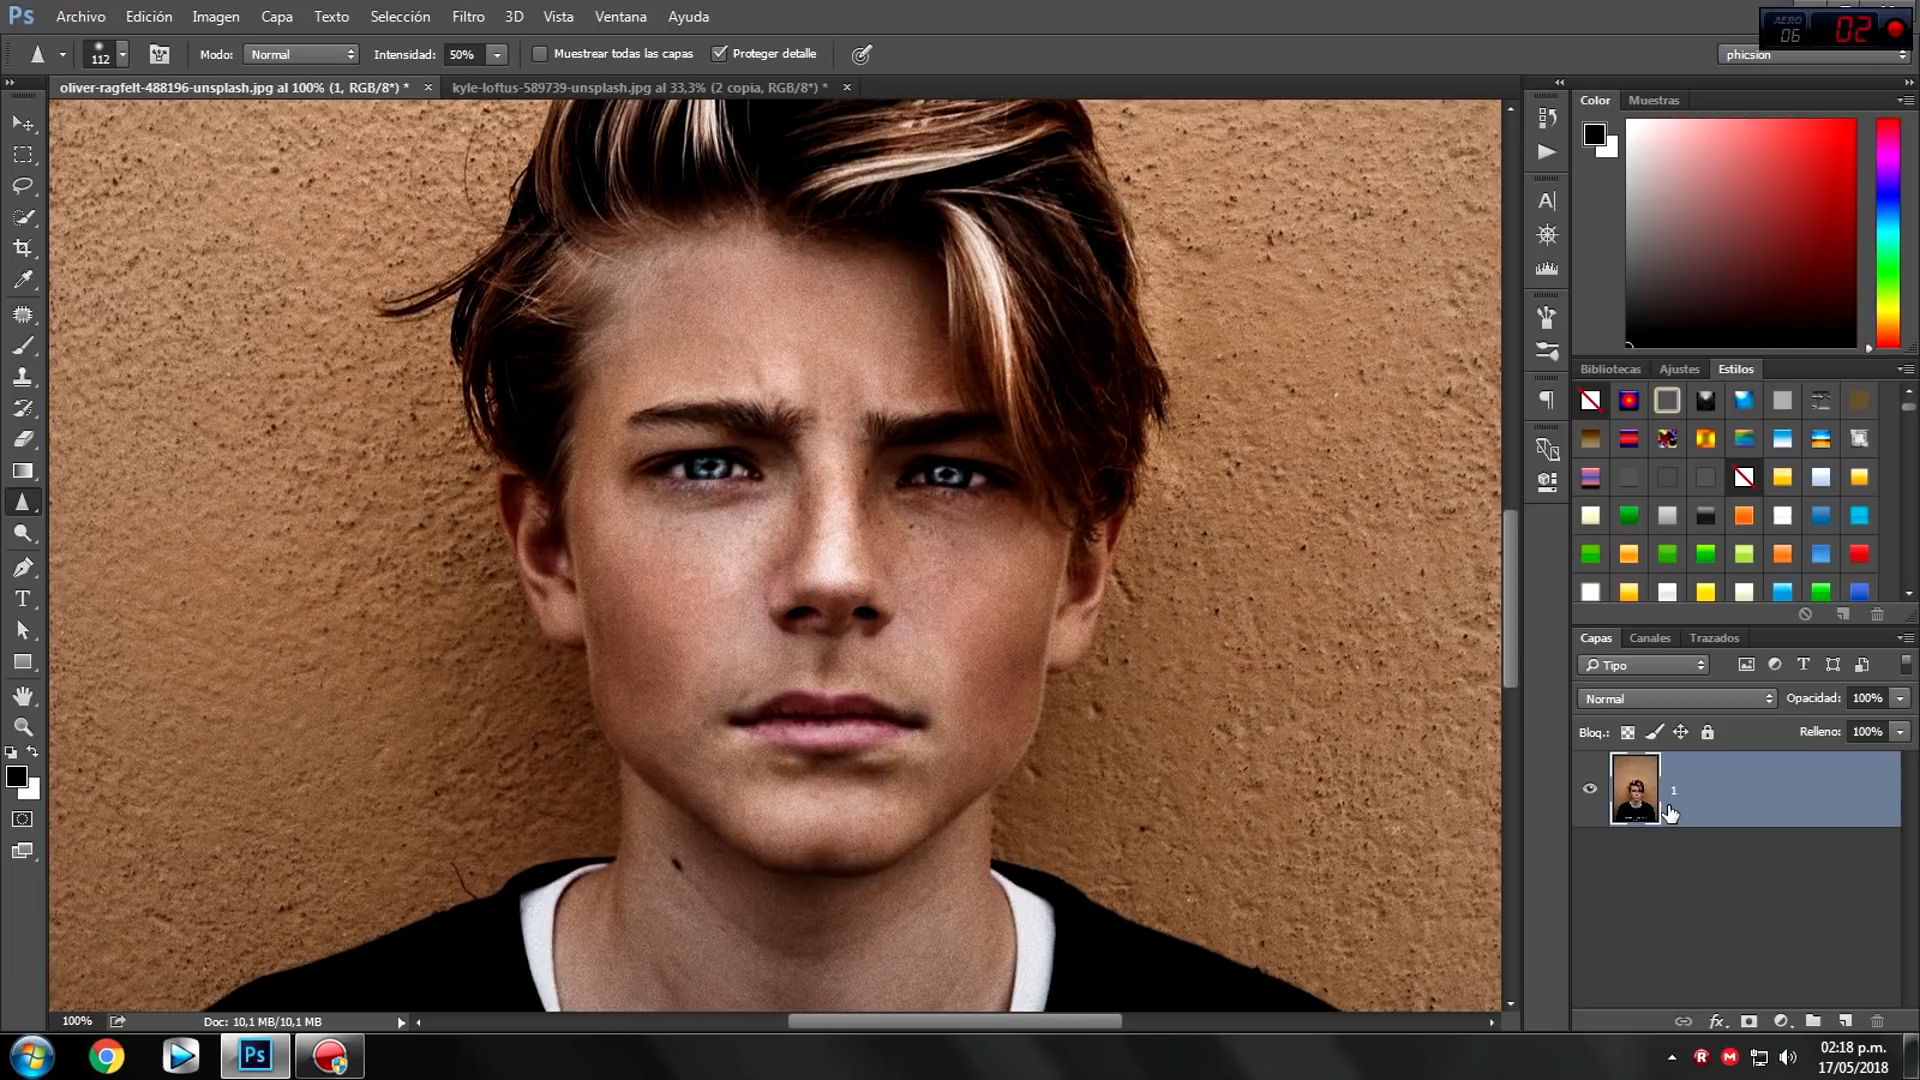 Ps Archivo Edición Imagen Capa Texto Selección Filtro 3D Vista Ventana Ayuda
AERO 06 02
112 Modo: Normal Intensidad: 50% Muestrear todas las capas Proteger detalle phicsion
oliver-ragfelt-488196-unsplash.jpg al 100% (1, RGB/8*) * × kyle-loftus-589739-unsplash.jpg al 33,3% (2 copia, RGB/8*) * ×
Color Muestras
Bibliotecas Ajustes Estilos
Capas Canales Trazados
Tipo
Normal Opacidad: 100%
Bloq.: Relleno: 100%
1
100% Doc: 10,1 MB/10,1 MB
Ps
02:18 p.m.
17/05/2018